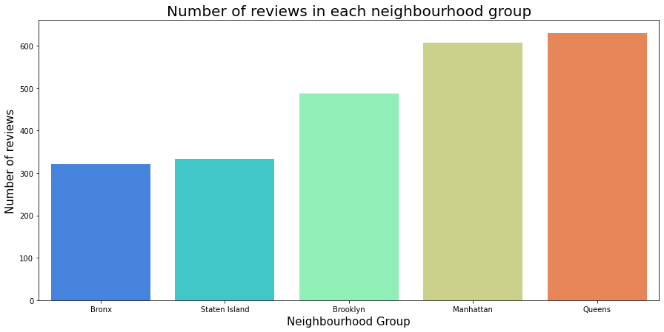 Number of reviews in each neighbourhood group
Number of reviews
600
500
400
300
200
100
0
Bronx Staten Island Brooklyn Manhattan Queens
Neighbourhood Group